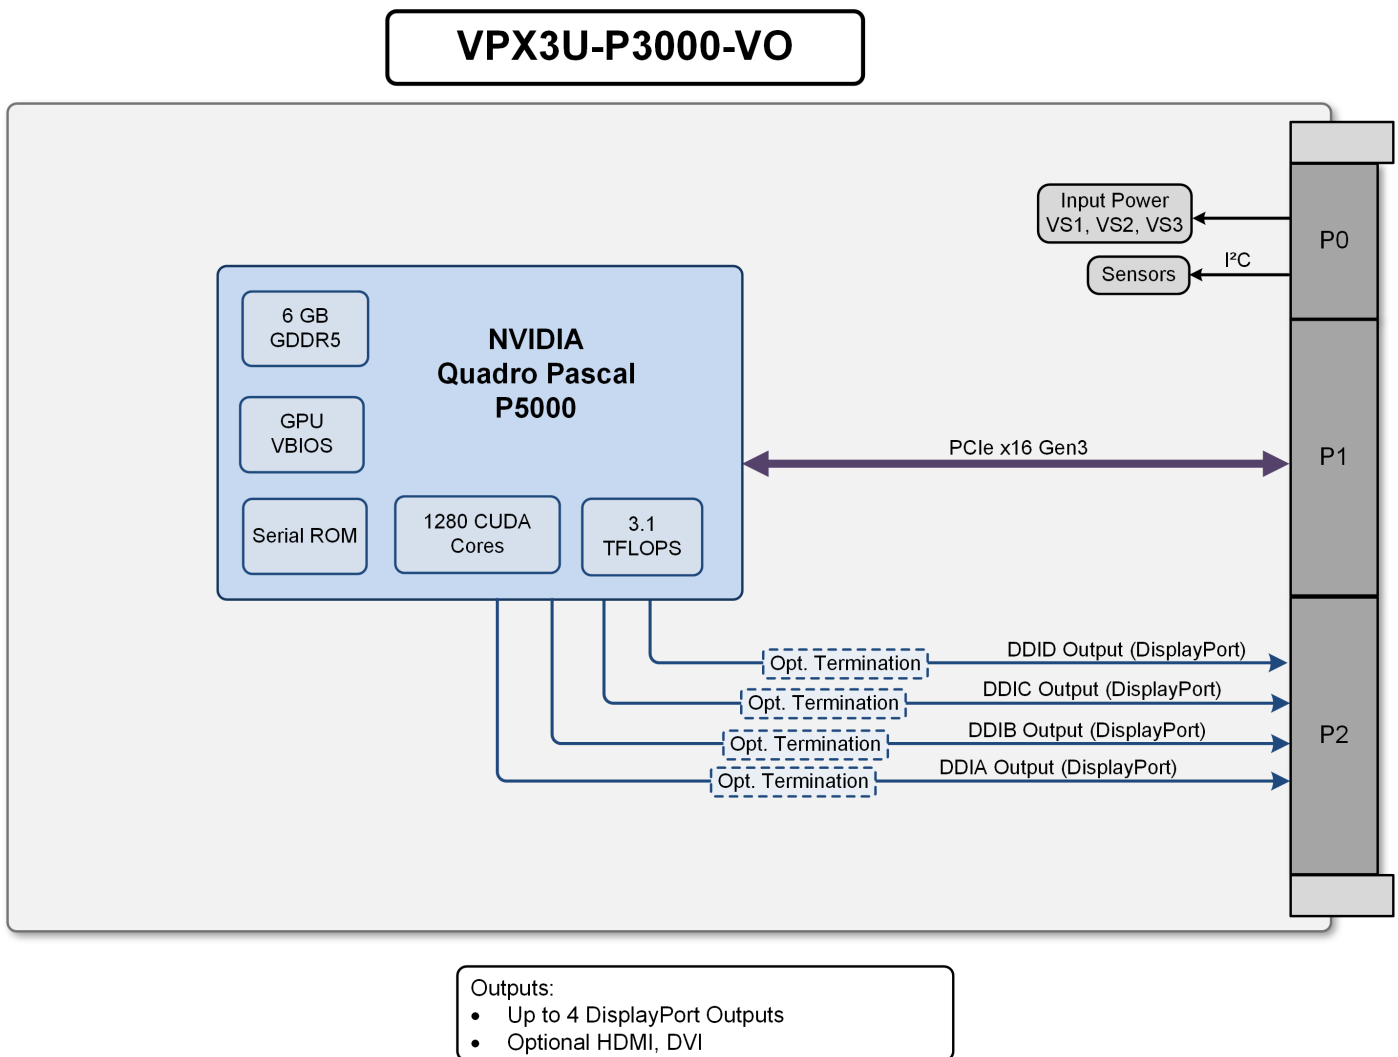 VPX3U-P3000-VO
Input Power
VS1, VS2, VS3
P0
I²C
Sensors
6 GB
GDDR5
NVIDIA
Quadro Pascal
P5000
GPU
VBIOS
PCIe x16 Gen3
P1
Serial ROM
1280 CUDA
Cores
3.1
TFLOPS
DDID Output (DisplayPort)
Opt. Termination
DDIC Output (DisplayPort)
Opt. Termination
DDIB Output (DisplayPort)
Opt. Termination
P2
DDIA Output (DisplayPort)
Opt. Termination
Outputs:
• Up to 4 DisplayPort Outputs
• Optional HDMI, DVI